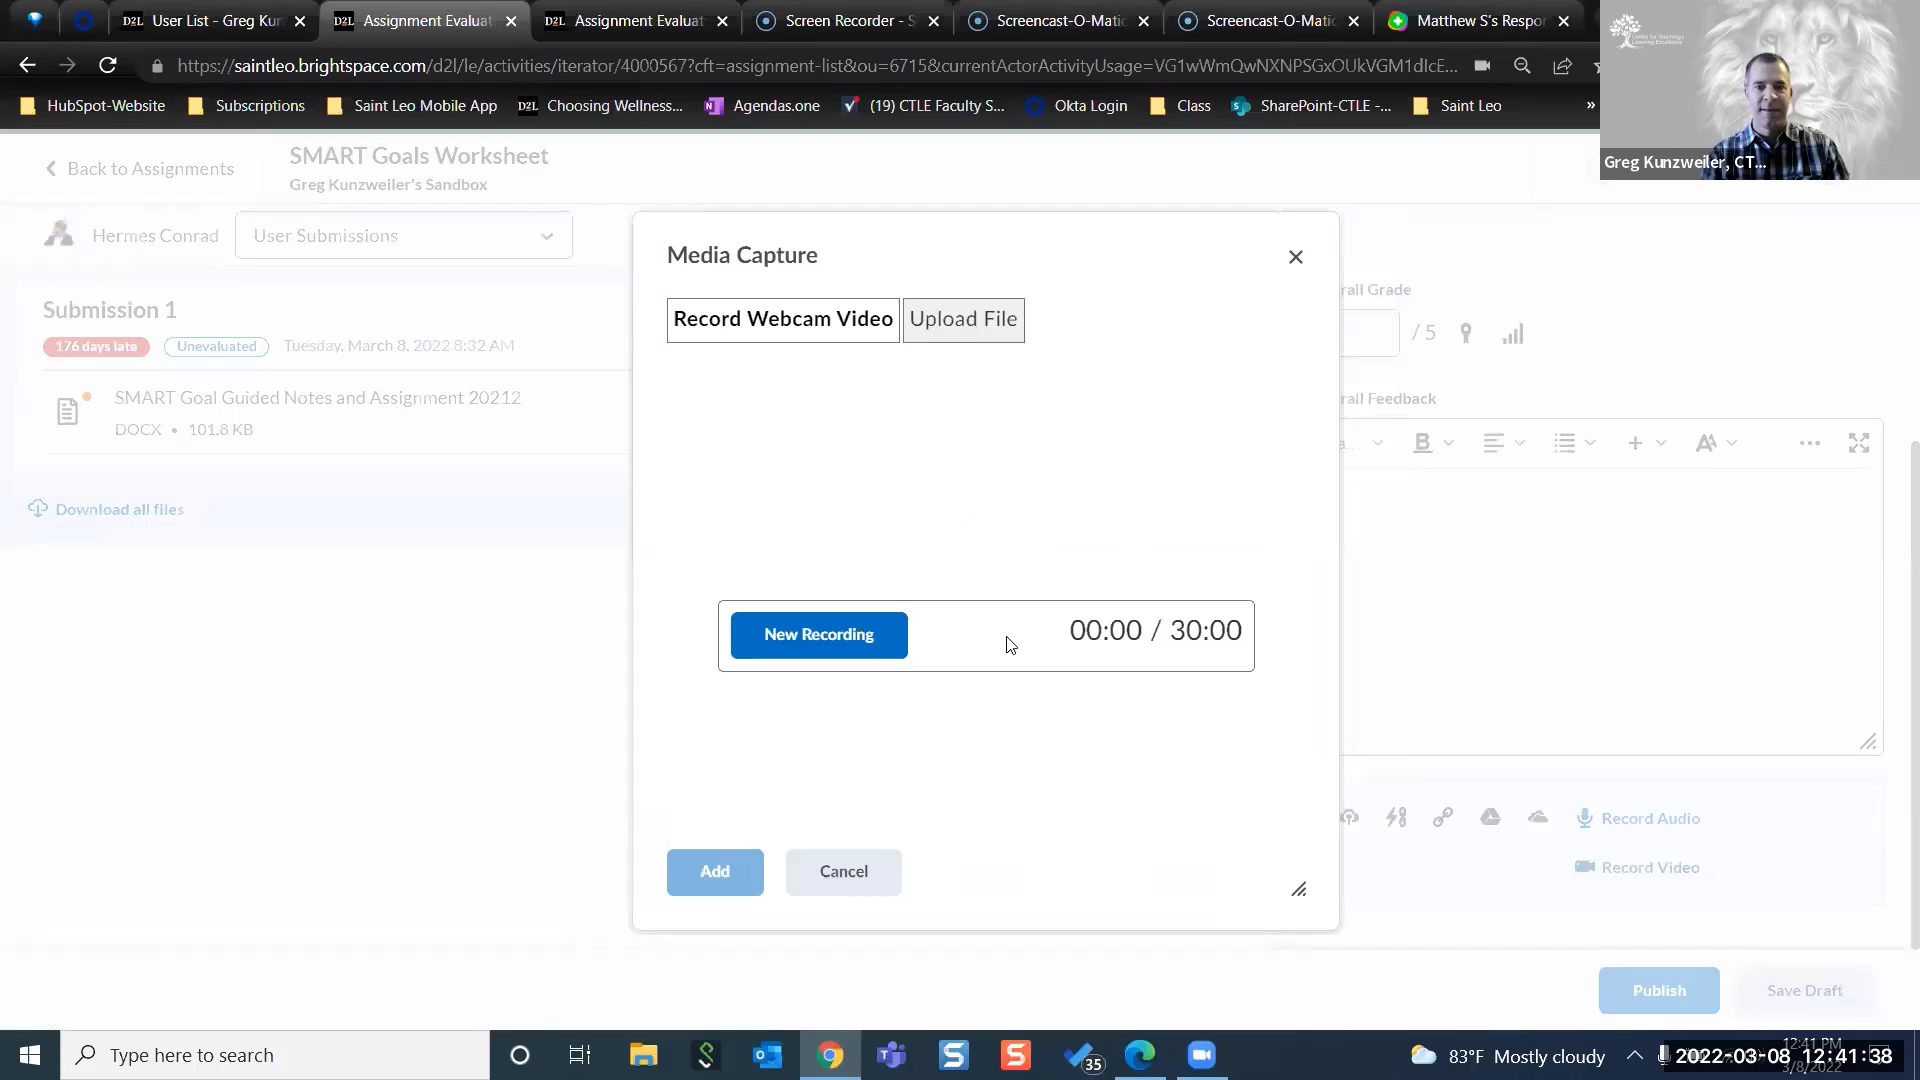 User List - Greg Kun
Assignment Evaluat
Assignment Evaluat
Screen Recorder - S
Screencast-O-Matic
Screencast-O-Matic
Matthew S's Respor
https://saintleo.brightspace.com/d2l/le/activities/iterator/4000567?cft=assignment-list&ou=6715&currentActorActivityUsage=VG1wWmQwNXNPSGxOUkVGM1dIcE...
HubSpot-Website
Subscriptions
Saint Leo Mobile App
D2L Choosing Wellness...
Agendas.one
(19) CTLE Faculty S...
Okta Login
Class
SharePoint-CTLE -...
Saint Leo
»
Greg Kunzweiler, CT...
Back to Assignments
SMART Goals Worksheet
Greg Kunzweiler's Sandbox
Hermes Conrad
User Submissions
Submission 1
176 days late
Unevaluated
Tuesday, March 8, 2022 8:32 AM
SMART Goal Guided Notes and Assignment 20212
DOCX • 101.8 KB
Download all files
Media Capture
Record Webcam Video
Upload File
New Recording
00:00 / 30:00
Add
Cancel
rall Grade
/ 5
rall Feedback
Record Audio
Record Video
Publish
Save Draft
Type here to search
35
83°F Mostly cloudy
2022-03-08 12:41:38